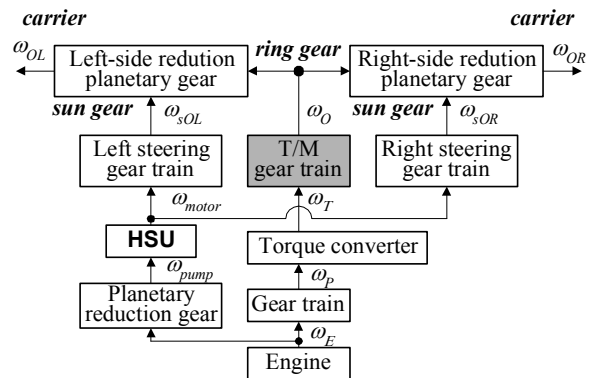 carrier
carrier
ω_OL
Left-side redution
planetary gear
ring gear
Right-side redution
planetary gear
ω_OR
sun gear
ω_sOL
ω_O
sun gear
ω_sOR
Left steering
gear train
T/M
gear train
Right steering
gear train
ω_motor
ω_T
HSU
Torque converter
ω_pump
ω_P
Planetary
reduction gear
Gear train
ω_E
Engine